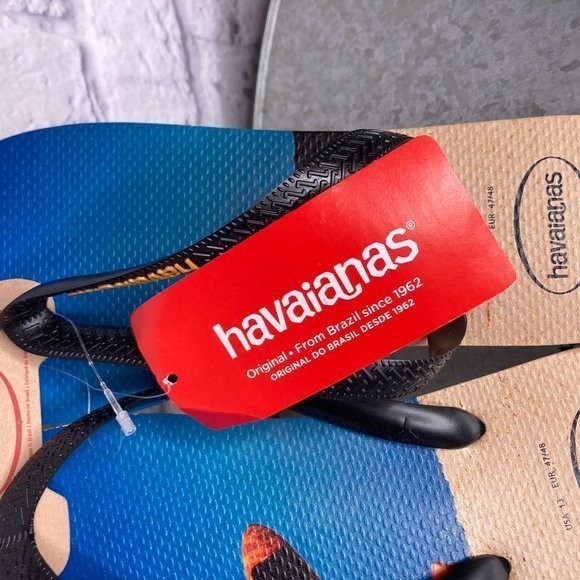 havaianas®
Original • From Brazil since 1962
ORIGINAL DO BRASIL DESDE 1962
havaianas
EUR 47/48
havaianas
USA 13 EUR. 47/48